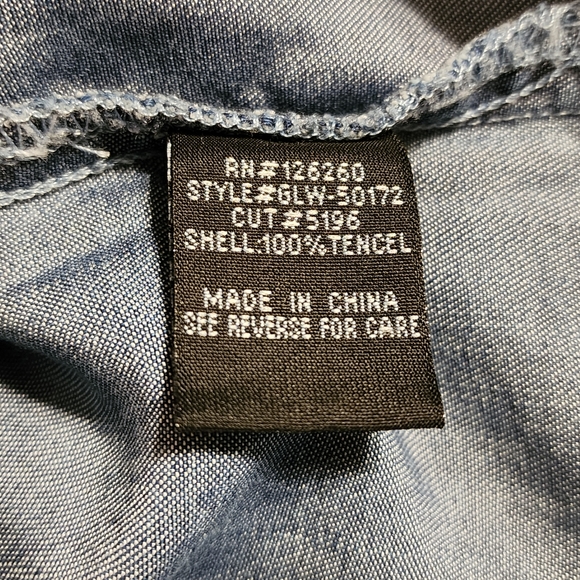 RN#126260
STYLE#GLW-50172
CUT#5196
SHELL:100%TENCEL
MADE IN CHINA
SEE REVERSE FOR CARE